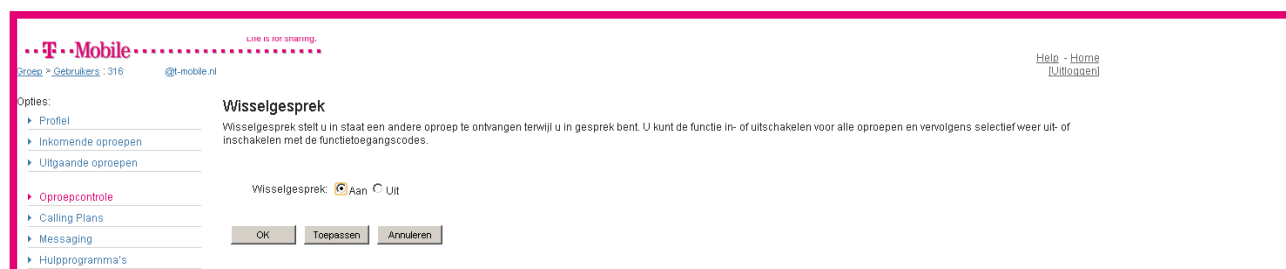 Life is for sharing.
T Mobile
Help - Home
Groep > Gebruikers : 316 @t-mobile.nl
[Uitloggen]
Opties:
Profiel
Inkomende oproepen
Uitgaande oproepen
Oproepcontrole
Calling Plans
Messaging
Hulpprogramma's
Wisselgesprek
Wisselgesprek stelt u in staat een andere oproep te ontvangen terwijl u in gesprek bent. U kunt de functie in- of uitschakelen voor alle oproepen en vervolgens selectief weer uit- of
inschakelen met de functietoegangscodes.
Wisselgesprek: Aan Uit
OK Toepassen Annuleren